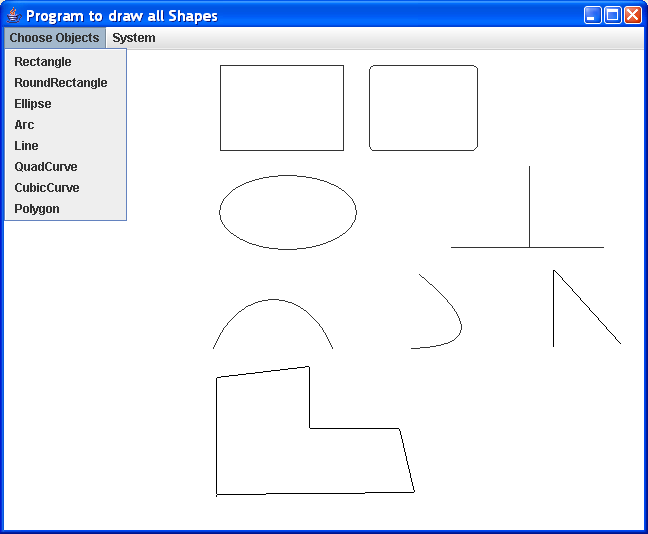 Program to draw all Shapes
Choose Objects System
Rectangle
RoundRectangle
Ellipse
Arc
Line
QuadCurve
CubicCurve
Polygon